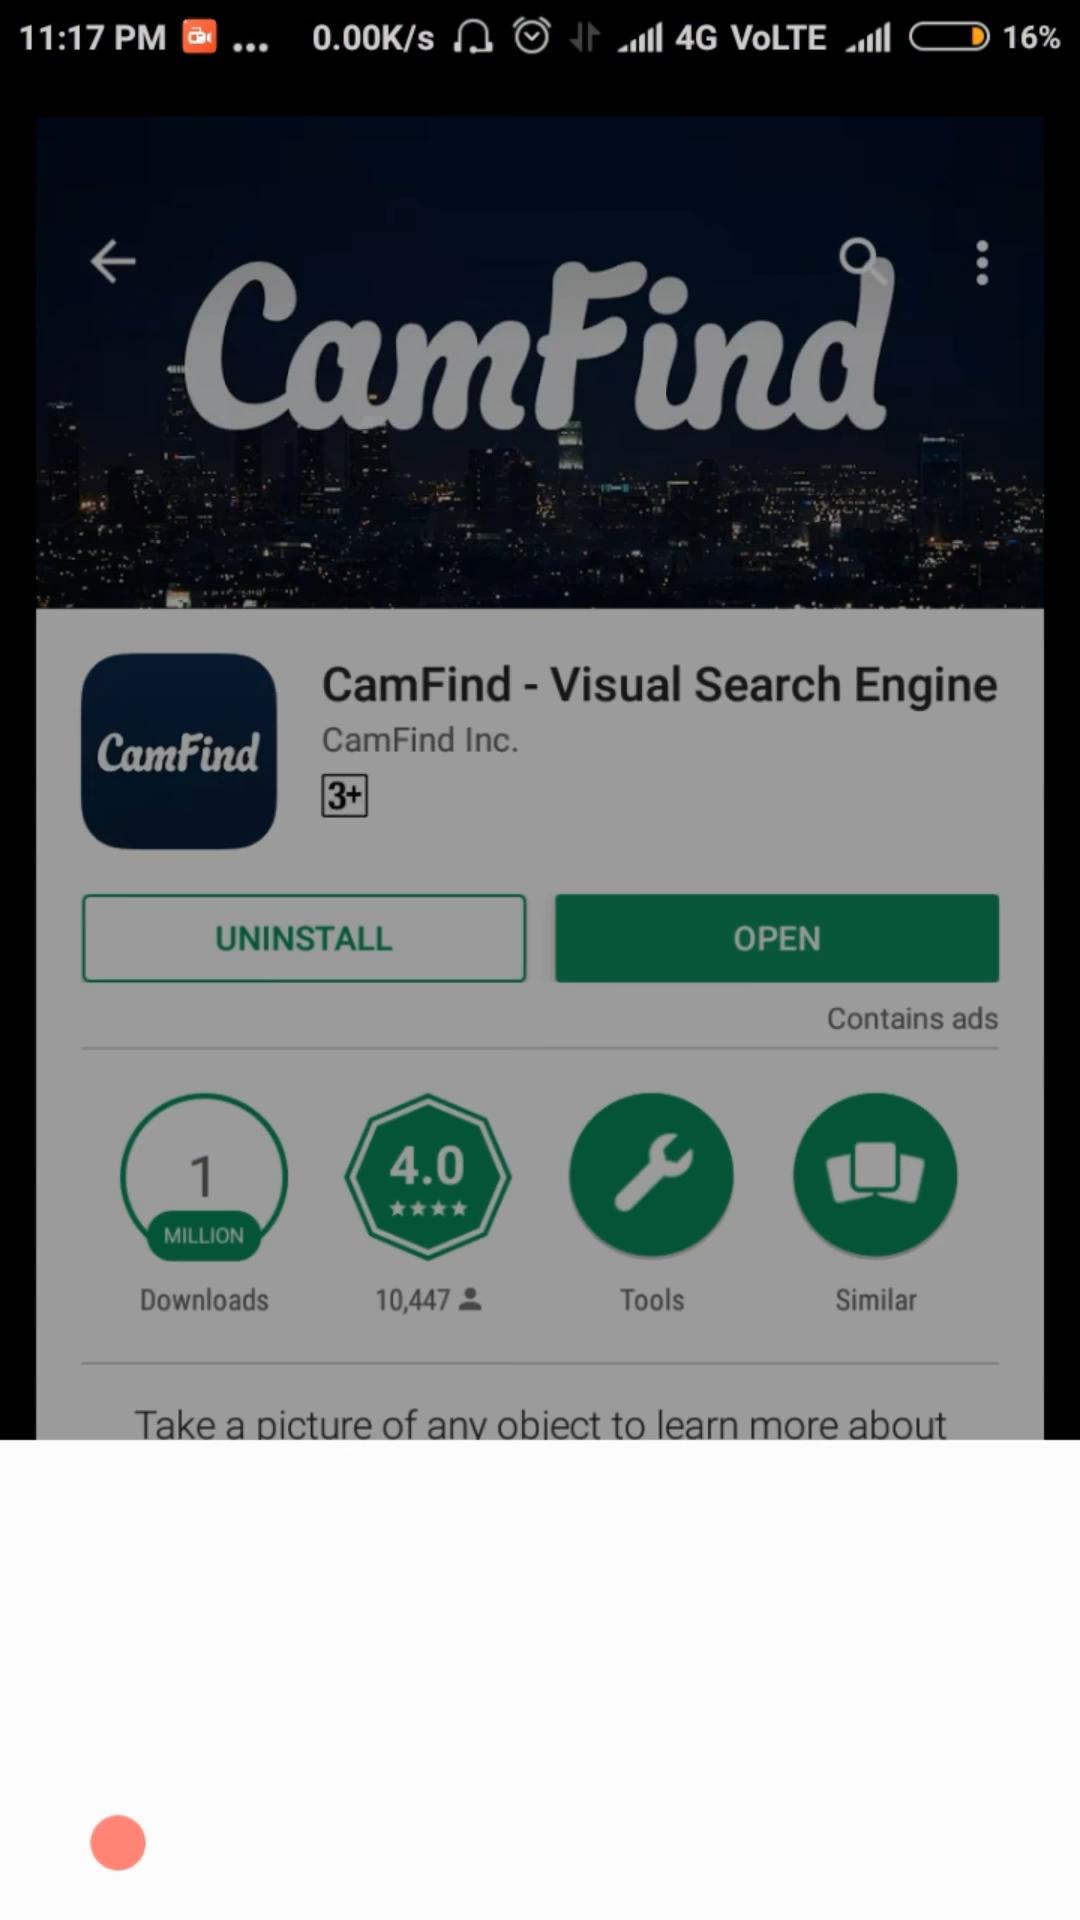 11:17 PM ... 0.00K/s 4G VoLTE 16%
CamFind
CamFind - Visual Search Engine
CamFind
CamFind Inc.
3+
UNINSTALL OPEN
Contains ads
1 4.0
MILLION
Downloads 10,447 Tools Similar
Take a picture of any object to learn more about